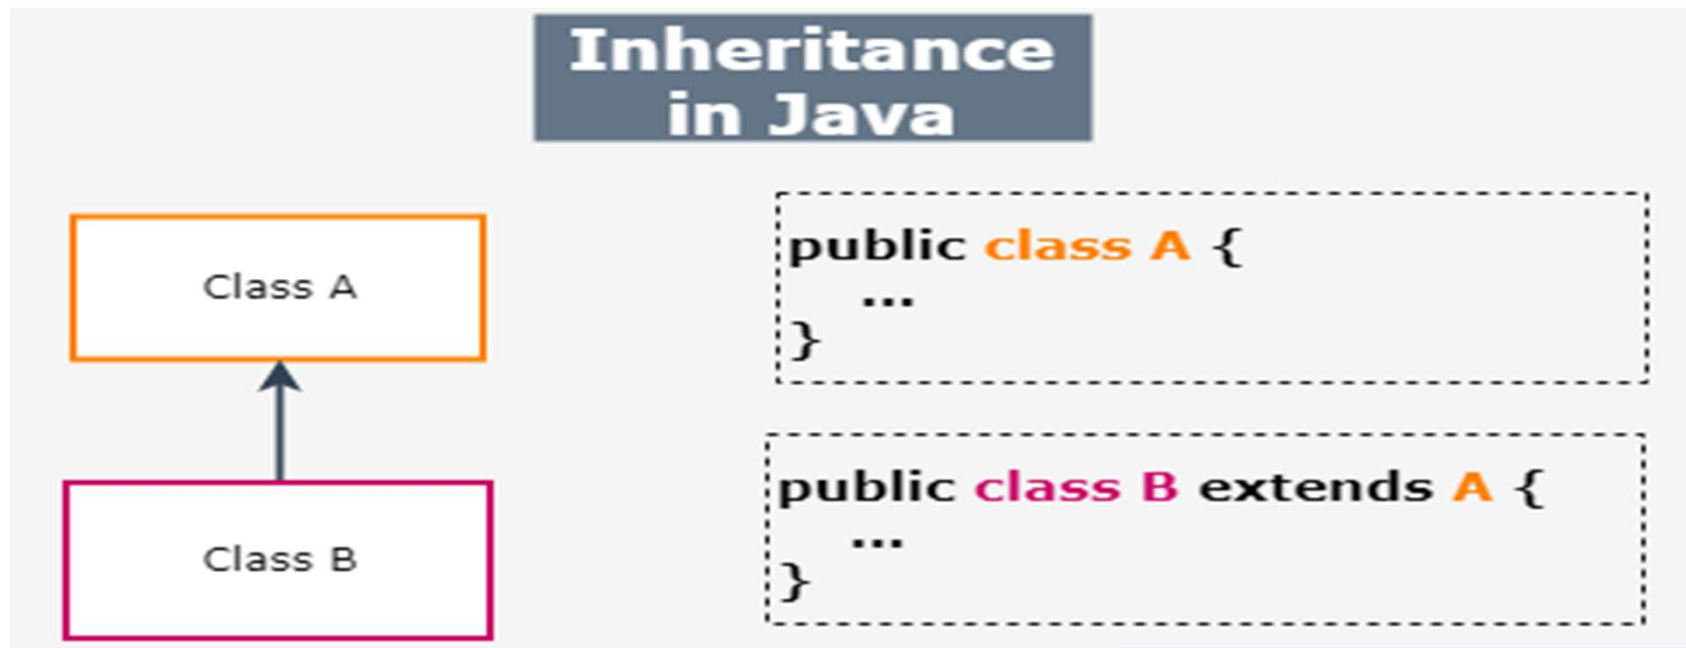 Inheritance
in Java
Class A
public class A {
...
}
Class B
public class B extends A {
...
}